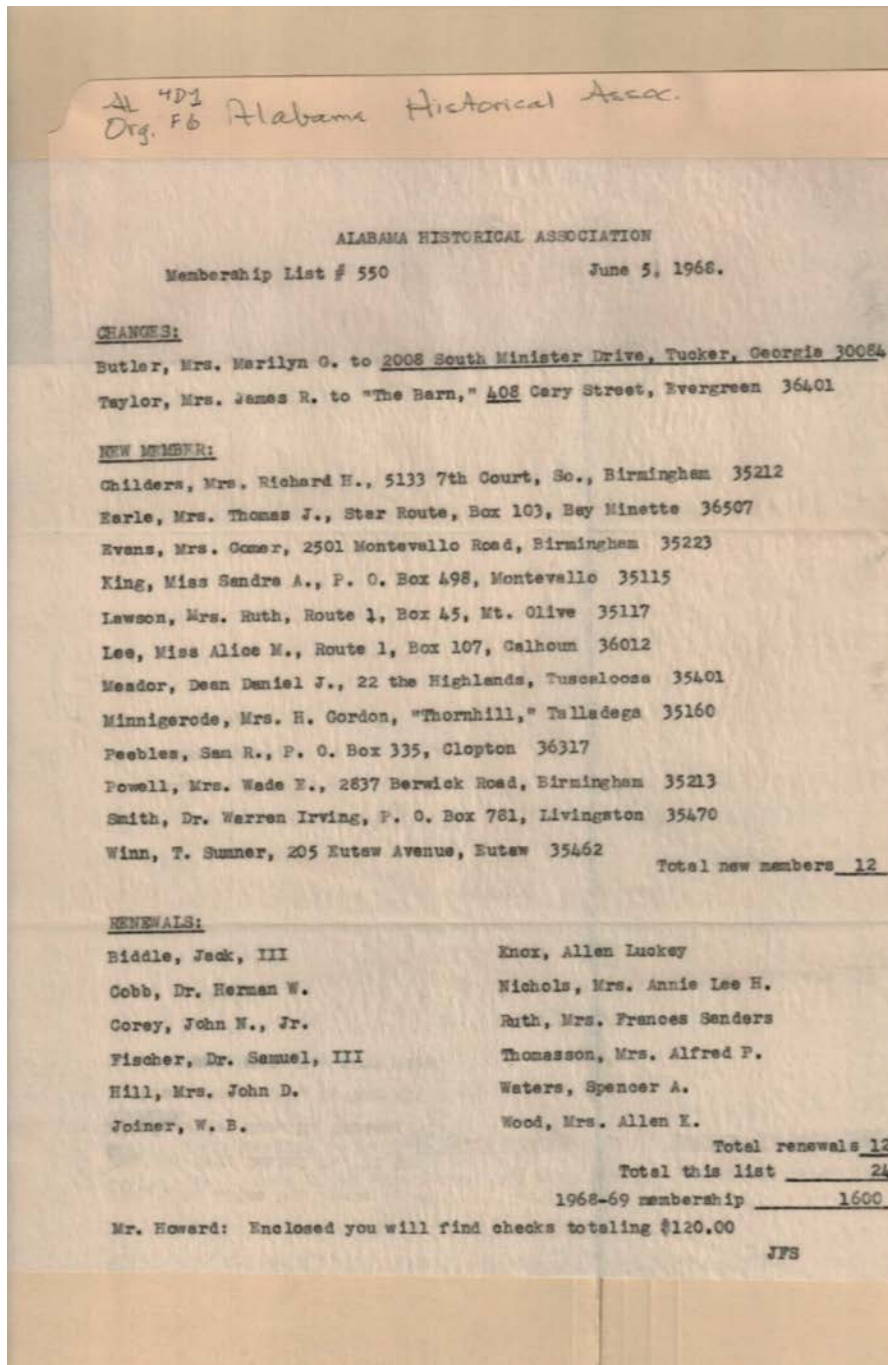 AL 4D1 Alabama Historical Assoc.
Org. F6
ALABAMA HISTORICAL ASSOCIATION
Membership List # 550 June 5, 1968.
CHANGES:
Butler, Mrs. Marilyn G. to 2008 South Minister Drive, Tucker, Georgia 30084
Taylor, Mrs. James R. to "The Barn," 408 Cary Street, Evergreen 36401
NEW MEMBER:
Childers, Mrs. Richard H., 5133 7th Court, So., Birmingham 35212
Earle, Mrs. Thomas J., Star Route, Box 103, Bay Minette 36507
Evans, Mrs. Gomer, 2501 Montevallo Road, Birmingham 35223
King, Miss Sandra A., P. O. Box 498, Montevallo 35115
Lawson, Mrs. Ruth, Route 1, Box 45, Mt. Olive 35117
Lee, Miss Alice M., Route 1, Box 107, Calhoun 36012
Meador, Dean Daniel J., 22 the Highlands, Tuscaloosa 35401
Minnigerode, Mrs. H. Gordon, "Thornhill," Talladega 35160
Peebles, Sam R., P. O. Box 335, Clopton 36317
Powell, Mrs. Wade E., 2837 Berwick Road, Birmingham 35213
Smith, Dr. Warren Irving, P. O. Box 781, Livingston 35470
Winn, T. Sumner, 205 Eutaw Avenue, Eutaw 35462
Total new members 12
RENEWALS:
Biddle, Jack, III Knox, Allen Luckey
Cobb, Dr. Herman W. Nichols, Mrs. Annie Lee H.
Corey, John N., Jr. Ruth, Mrs. Frances Sanders
Fischer, Dr. Samuel, III Thomasson, Mrs. Alfred P.
Hill, Mrs. John D. Waters, Spencer A.
Joiner, W. B. Wood, Mrs. Allen K.
Total renewals 12
Total this list 24
1968-69 membership 1600
Mr. Howard: Enclosed you will find checks totaling $120.00
JFS